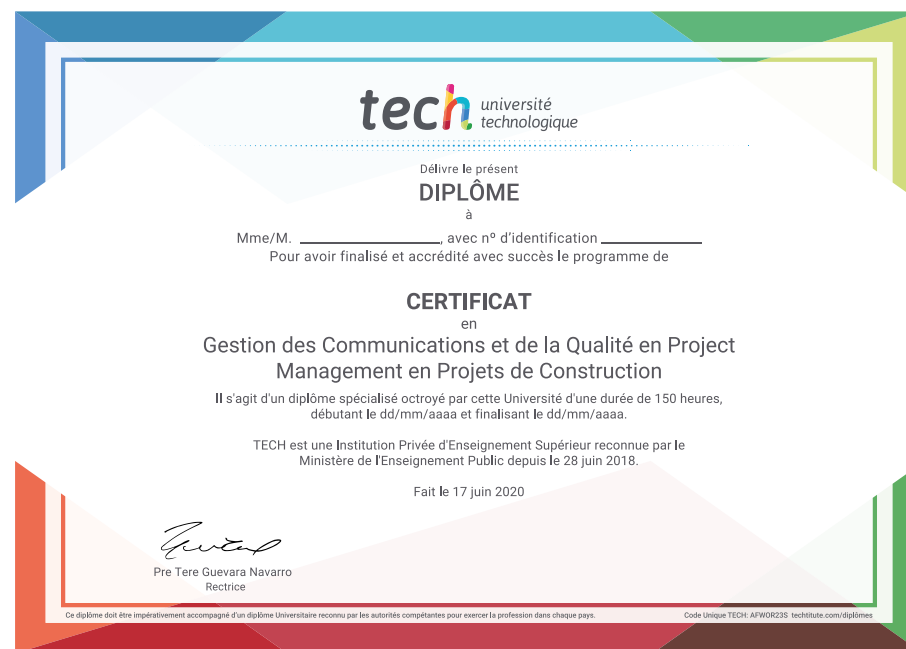 tech université
technologique
Délivre le présent
DIPLÔME
à
Mme/M. ____________________, avec nº d'identification ______________
Pour avoir finalisé et accrédité avec succès le programme de
CERTIFICAT
en
Gestion des Communications et de la Qualité en Project
Management en Projets de Construction
Il s'agit d'un diplôme spécialisé octroyé par cette Université d'une durée de 150 heures,
débutant le dd/mm/aaaa et finalisant le dd/mm/aaaa.
TECH est une Institution Privée d'Enseignement Supérieur reconnue par le
Ministère de l'Enseignement Public depuis le 28 juin 2018.
Fait le 17 juin 2020
Pre Tere Guevara Navarro
Rectrice
Ce diplôme doit être impérativement accompagné d'un diplôme Universitaire reconnu par les autorités compétantes pour exercer la profession dans chaque pays.
Code Unique TECH: AFWOR23S techtitute.com/diplômes